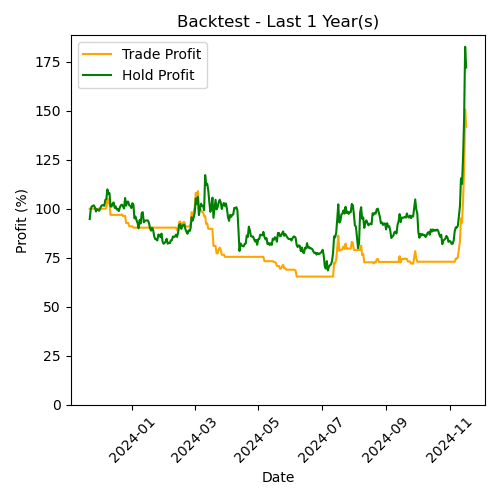 Backtest - Last 1 Year(s)
Trade Profit
Hold Profit
175
150
125
100
75
50
25
0
Profit (%)
2024-01
2024-03
2024-05
2024-07
2024-09
2024-11
Date